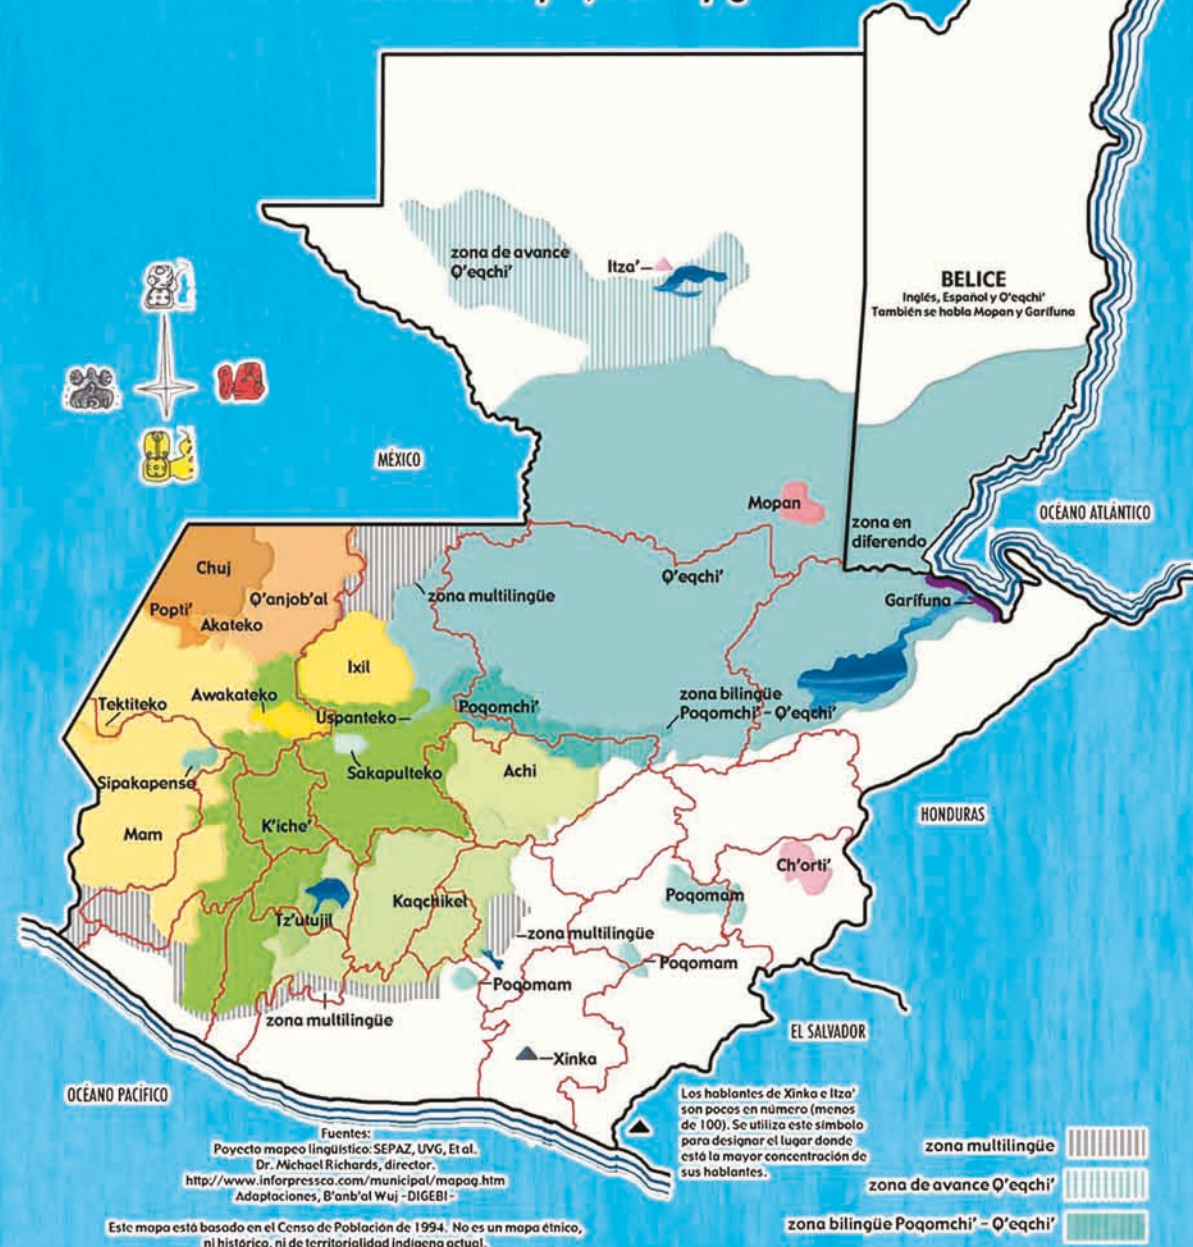 zona de avance
Q'eqchi'
Itza'
BELICE
Inglés, Español y Q'eqchi'
También se habla Mopan y Garífuna
MÉXICO
Mopan
zona en
diferendo
OCÉANO ATLÁNTICO
Chuj
Q'anjob'al
Popti'
Akateko
zona multilingüe
Q'eqchi'
Garífuna
Ixil
Tektiteko
Awakateko
Uspanteko
Poqomchi'
zona bilingüe
Poqomchi' - Q'eqchi'
Sipakapense
Sakapulteko
Achi
Mam
K'iche'
HONDURAS
Ch'orti'
Tz'utujil
Kaqchikel
Poqomam
zona multilingüe
Poqomam
Poqomam
zona multilingüe
Xinka
EL SALVADOR
OCÉANO PACÍFICO
Los hablantes de Xinka e Itza'
son pocos en número (menos
de 100). Se utiliza este símbolo
para designar el lugar donde
está la mayor concentración de
sus hablantes.
Fuentes:
Poyecto mapeo lingüístico: SEPAZ, UVG, Et al.
Dr. Michael Richards, director.
http://www.inforpressca.com/municipal/mapag.htm
Adaptaciones, B'anb'al Wuj -DIGEBI-
Este mapa está basado en el Censo de Población de 1994. No es un mapa étnico,
ni histórico, ni de territorialidad indígena actual.
zona multilingüe
zona de avance Q'eqchi'
zona bilingüe Poqomchi' - Q'eqchi'